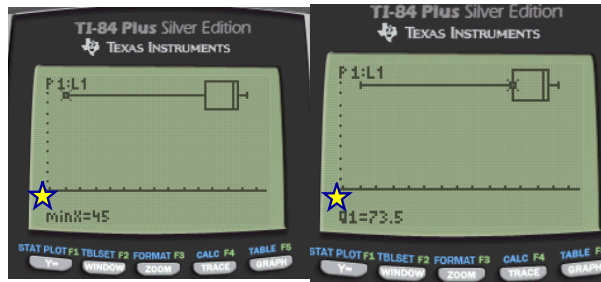 TI-84 Plus Silver Edition
TEXAS INSTRUMENTS
P1:L1
minX=45
STAT PLOT F1 TBLSET F2 FORMAT F3 CALC F4 TABLE F5
Y= WINDOW ZOOM TRACE GRAPH
TI-84 Plus Silver Edition
TEXAS INSTRUMENTS
P1:L1
Q1=73.5
STAT PLOT F1 TBLSET F2 FORMAT F3 CALC F4 TABLE F
Y= WINDOW ZOOM TRACE GRAPH